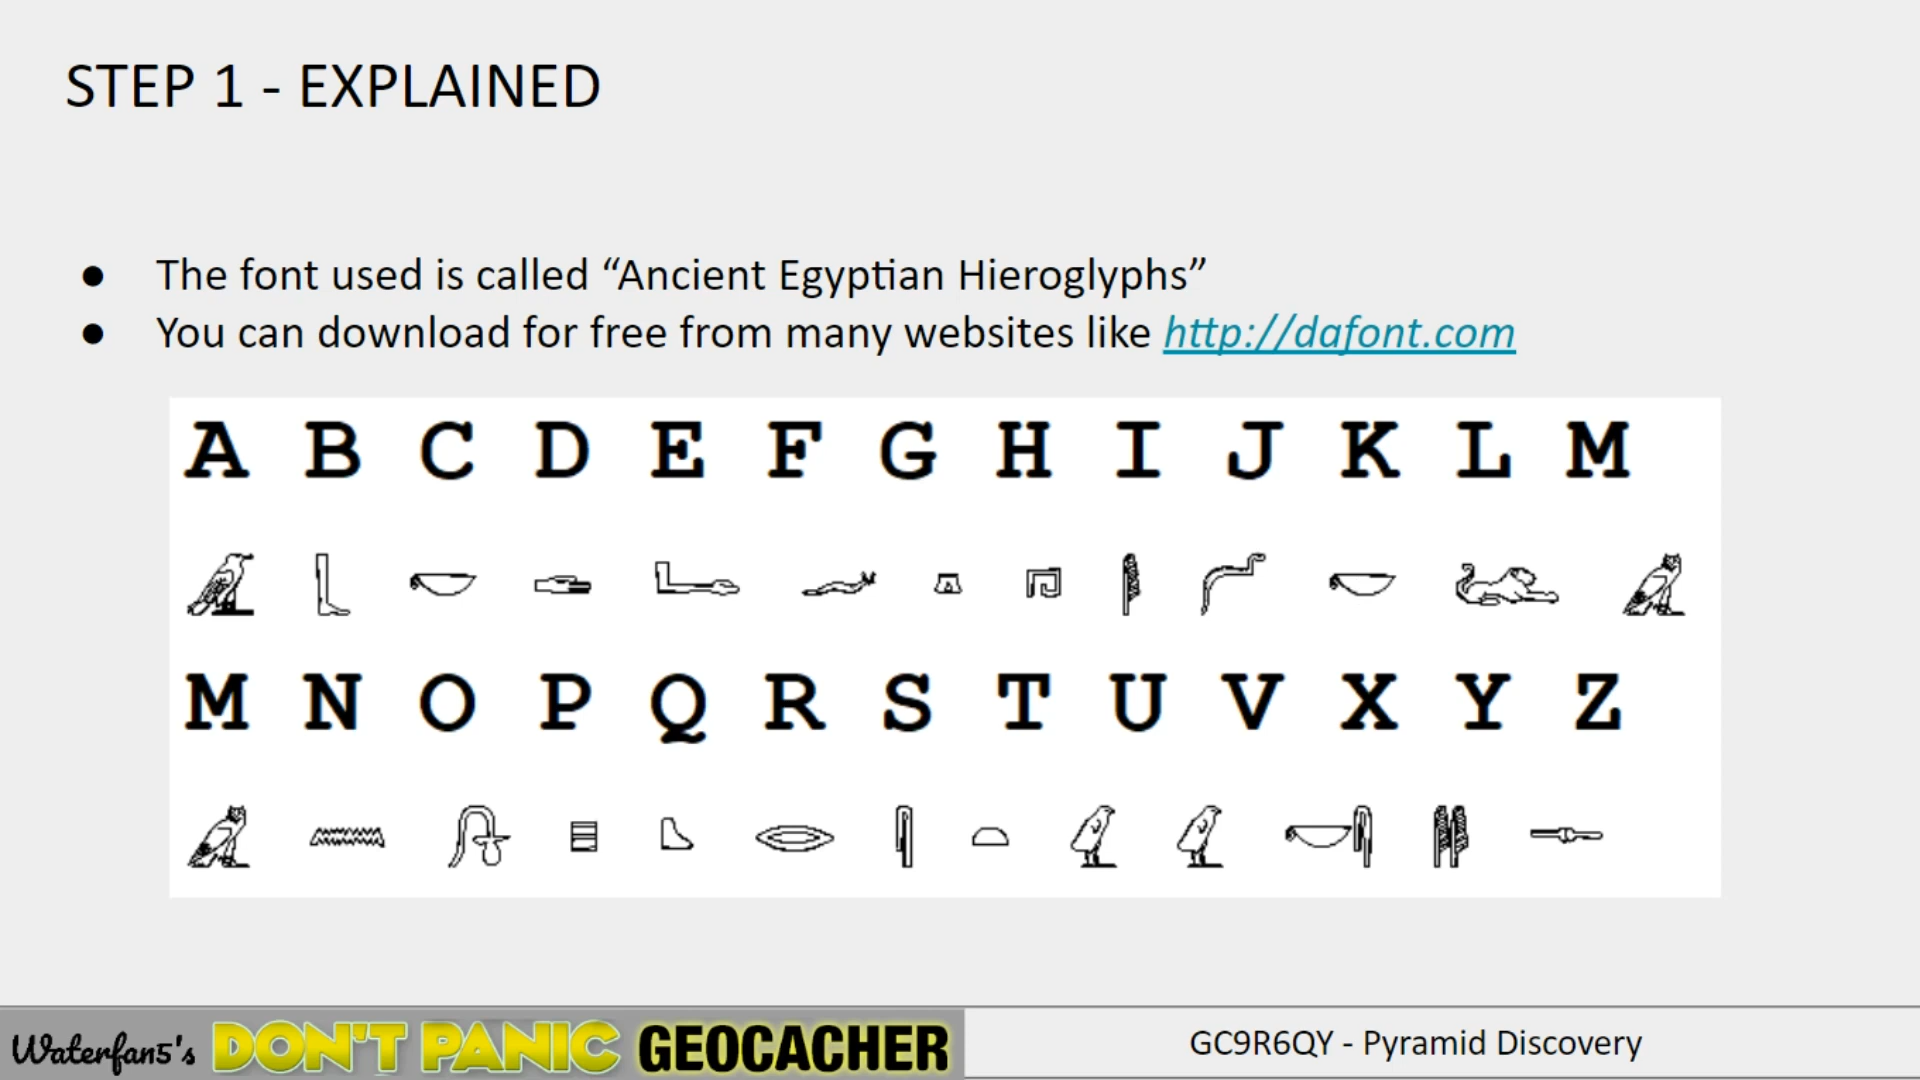 STEP 1 - EXPLAINED
● The font used is called “Ancient Egyptian Hieroglyphs”
● You can download for free from many websites like http://dafont.com
A B C D E F G H I J K L M
M N O P Q R S T U V X Y Z
Waterfan5's DON'T PANIC GEOCACHER
GC9R6QY - Pyramid Discovery